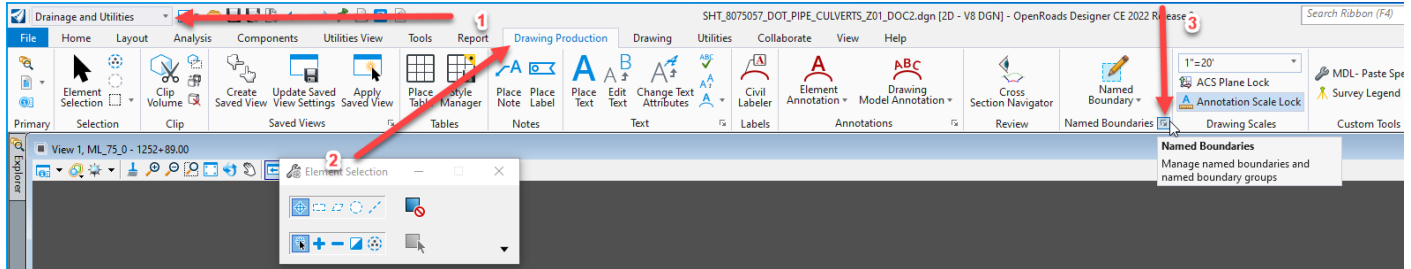 Drainage and Utilities
1
SHT_8075057_DOT_PIPE_CULVERTS_Z01_DOC2.dgn [2D - V8 DGN] - OpenRoads Designer CE 2022 Release
3
Search Ribbon (F4)
File Home Layout Analysis Components Utilities View Tools Report Drawing Production Drawing Utilities Collaborate View Help
Element Selection
Clip Volume
Create Saved View
Update Saved View Settings
Apply Saved View
Place Table
Style Manager
Place Note
Place Label
Place Text
Edit Text
Change Text Attributes
Civil Labeler
Element Annotation
Drawing Model Annotation
Cross Section Navigator
Named Boundary
1"=20'
ACS Plane Lock
Annotation Scale Lock
MDL- Paste Spe
Survey Legend
Primary Selection Clip Saved Views Tables Notes Text Labels Annotations Review Named Boundaries Drawing Scales Custom Tools
Explorer
View 1, ML_75_0 - 1252+89.00
2
Element Selection
Named Boundaries
Manage named boundaries and
named boundary groups